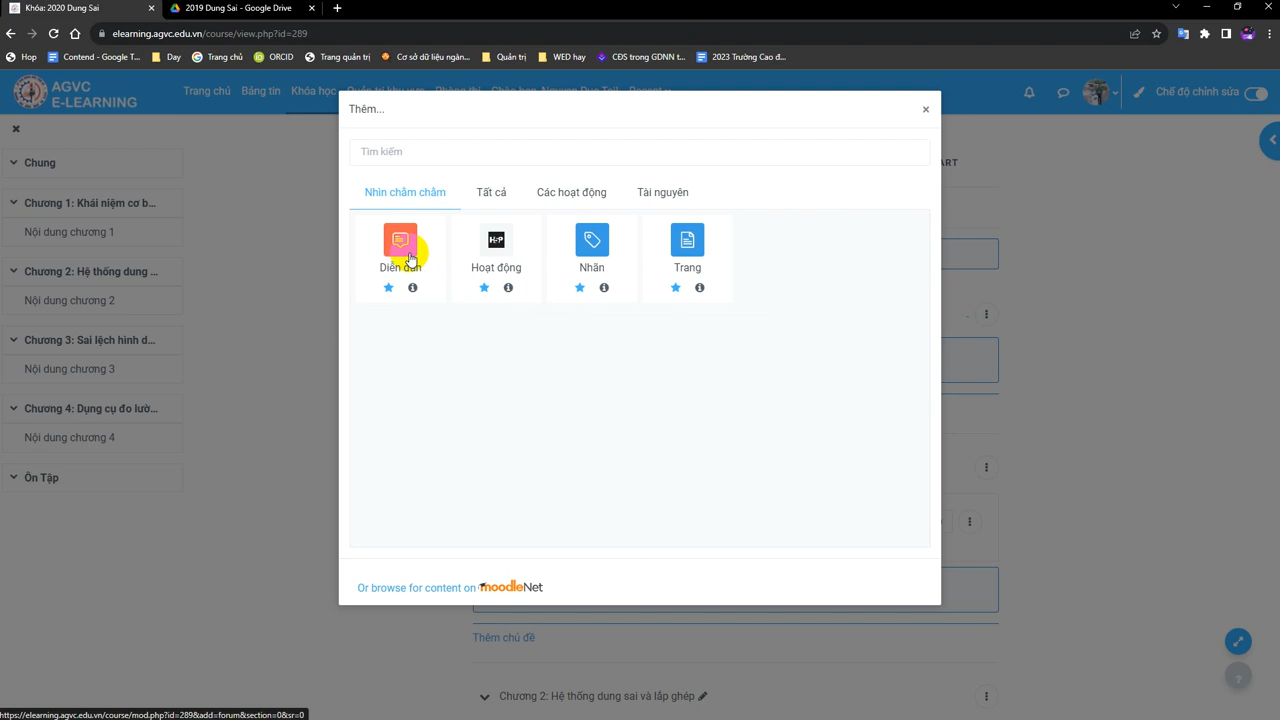 Khóa: 2020 Dung Sai
2019 Dung Sai - Google Drive
elearning.agvc.edu.vn/course/view.php?id=289
Hop
Contend - Google T...
Day
Trang chủ
ORCID
Trang quản trị
Cơ sở dữ liệu ngàn...
Quản trị
WED hay
CĐS trong GDNN t...
2023 Trường Cao đ...
AGVC
E-LEARNING
Trang chủ
Bảng tin
Khóa học
Chế độ chỉnh sửa
Thêm...
Tìm kiếm
Nhìn chằm chằm
Tất cả
Các hoạt động
Tài nguyên
Diễn đàn
H-P
Hoạt động
Nhãn
Trang
Or browse for content on moodleNet
Chung
Chương 1: Khái niệm cơ b...
Nội dung chương 1
Chương 2: Hệ thống dung ...
Nội dung chương 2
Chương 3: Sai lệch hình d...
Nội dung chương 3
Chương 4: Dụng cụ đo lườ...
Nội dung chương 4
Ôn Tập
ART
Thêm chủ đề
Chương 2: Hệ thống dung sai và lắp ghép
https://elearning.agvc.edu.vn/course/mod.php?id=289&add=forum&section=0&sr=0